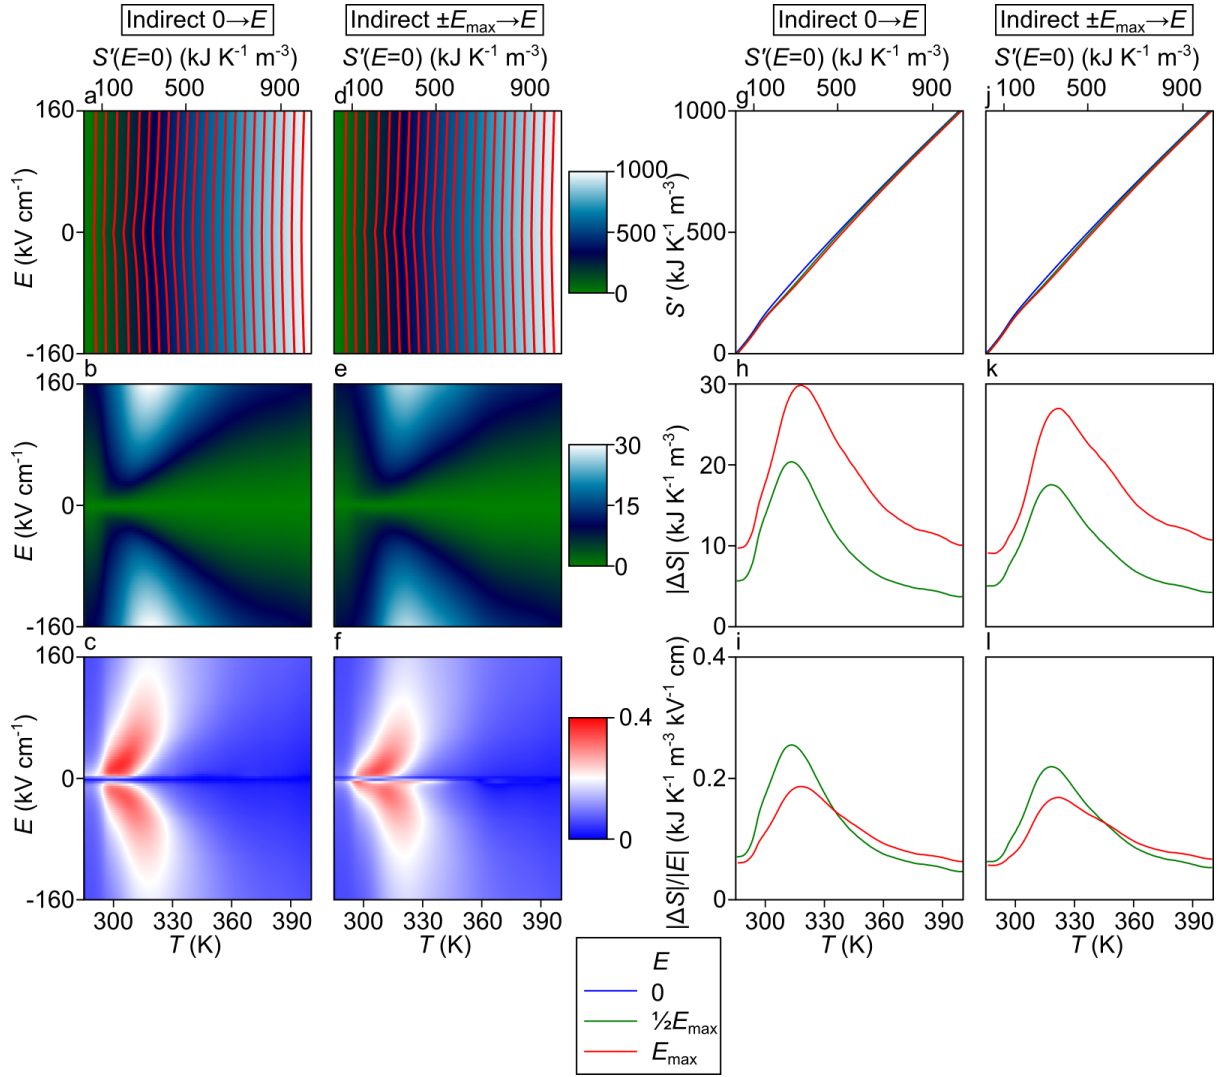 Indirect 0→E
Indirect ±Emax→E
Indirect 0→E
Indirect ±Emax→E
S′(E=0) (kJ K-1 m-3)
S′(E=0) (kJ K-1 m-3)
S′(E=0) (kJ K-1 m-3)
S′(E=0) (kJ K-1 m-3)
a 100 500 900
d 100 500 900
g 100 500 900
j 100 500 900
160
0
-160
E (kV cm-1)
1000
500
0
1000
500
0
S′ (kJ K-1 m-3)
b
e
h
k
160
0
-160
E (kV cm-1)
30
15
0
30
20
10
0
|ΔS| (kJ K-1 m-3)
c
f
i
l
160
0
-160
E (kV cm-1)
0.4
0.2
0
0.4
0.2
0
|ΔS|/|E| (kJ K-1 m-3 kV-1 cm)
300 330 360 390
300 330 360 390
300 330 360 390
300 330 360 390
T (K)
T (K)
T (K)
T (K)
E
0
½Emax
Emax